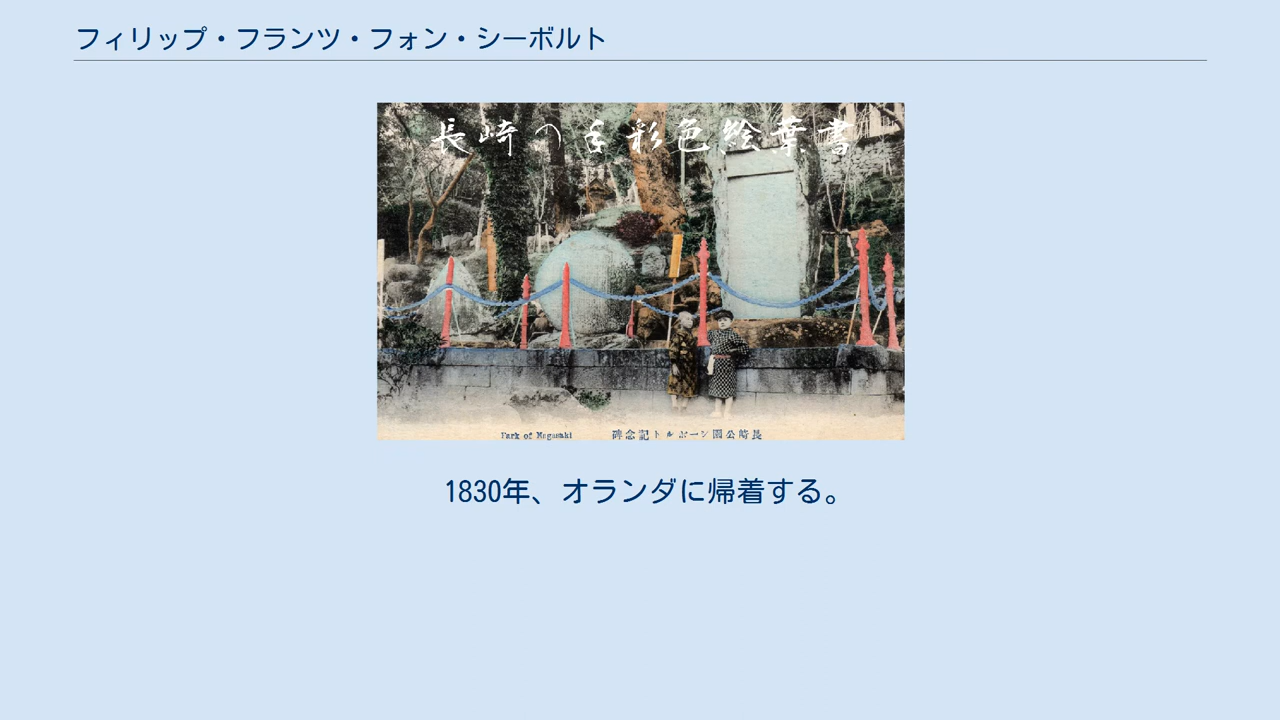 フィリップ・フランツ・フォン・シーボルト
長崎の手彩色絵葉書
Park of Nagasaki 碑念記トルボーシ園公崎長
1830年、オランダに帰着する。